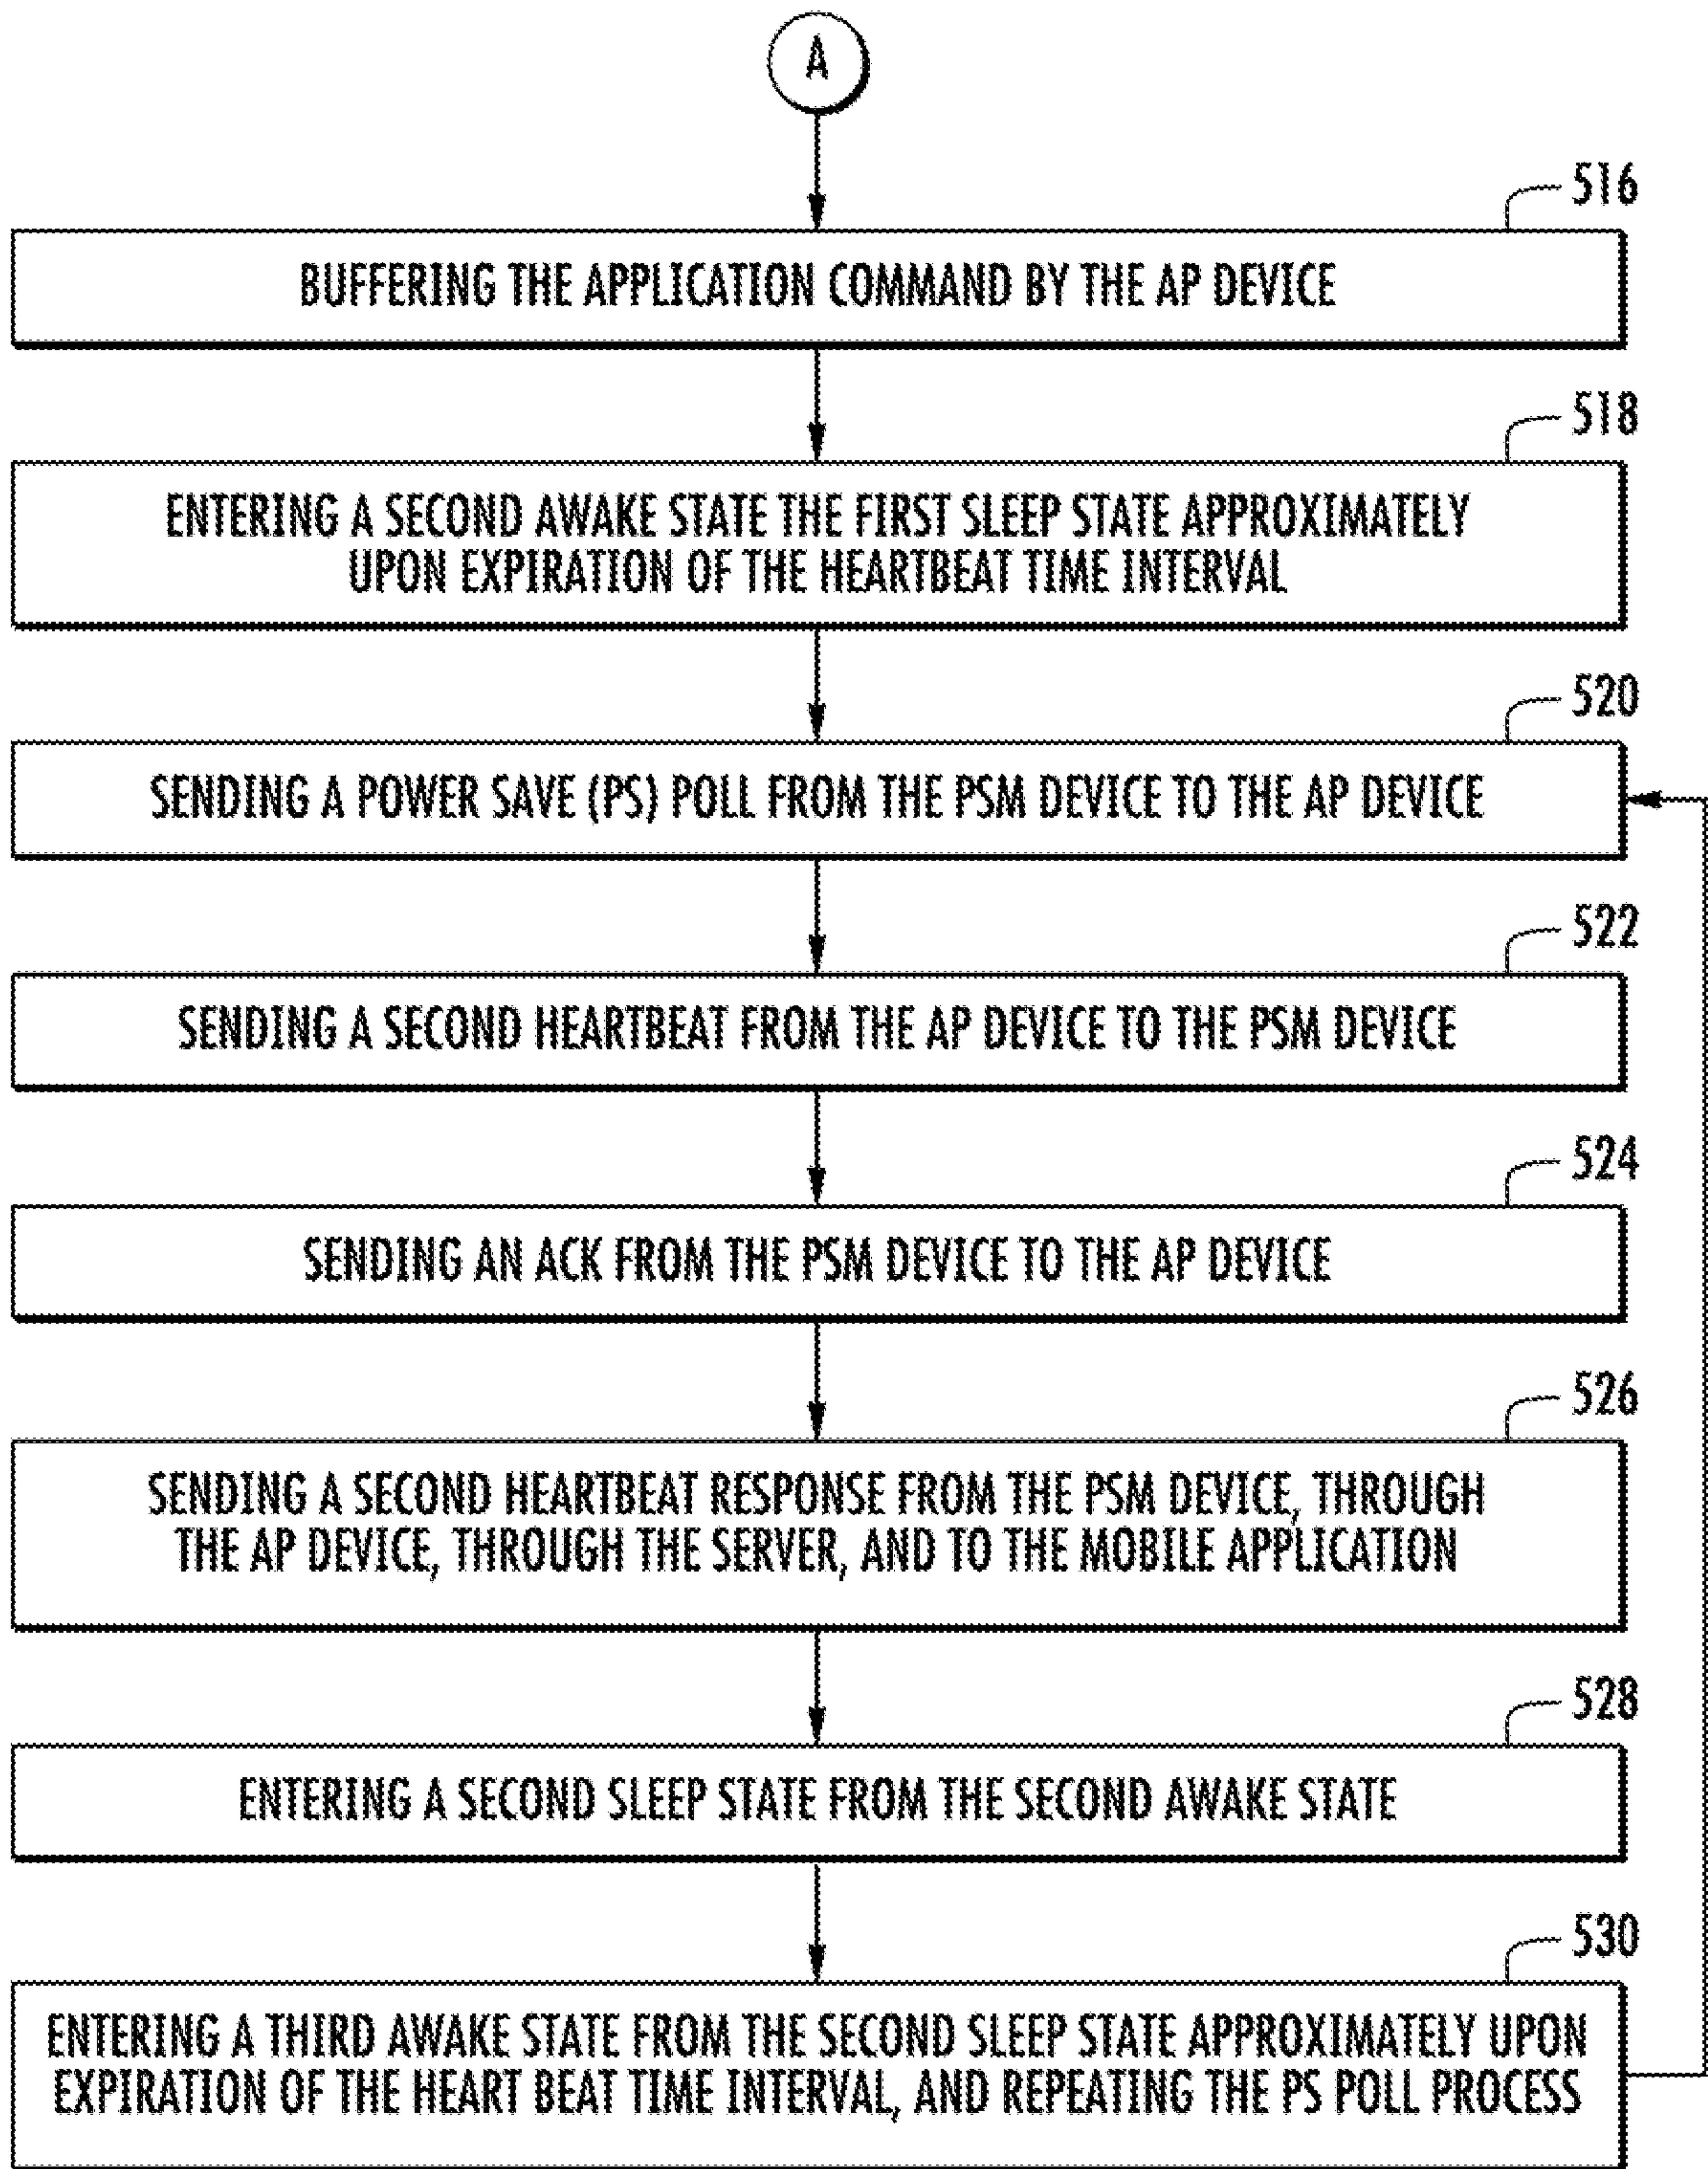 A
516
BUFFERING THE APPLICATION COMMAND BY THE AP DEVICE
518
ENTERING A SECOND AWAKE STATE THE FIRST SLEEP STATE APPROXIMATELY
UPON EXPIRATION OF THE HEARTBEAT TIME INTERVAL
520
SENDING A POWER SAVE (PS) POLL FROM THE PSM DEVICE TO THE AP DEVICE
522
SENDING A SECOND HEARTBEAT FROM THE AP DEVICE TO THE PSM DEVICE
524
SENDING AN ACK FROM THE PSM DEVICE TO THE AP DEVICE
526
SENDING A SECOND HEARTBEAT RESPONSE FROM THE PSM DEVICE, THROUGH
THE AP DEVICE, THROUGH THE SERVER, AND TO THE MOBILE APPLICATION
528
ENTERING A SECOND SLEEP STATE FROM THE SECOND AWAKE STATE
530
ENTERING A THIRD AWAKE STATE FROM THE SECOND SLEEP STATE APPROXIMATELY UPON
EXPIRATION OF THE HEART BEAT TIME INTERVAL, AND REPEATING THE PS POLL PROCESS